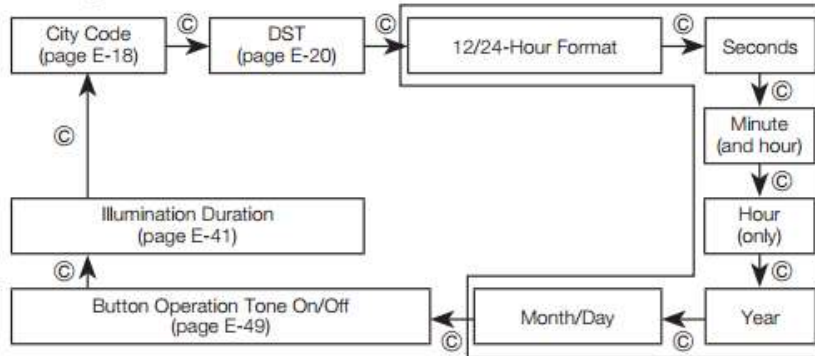 City Code
(page E-18)
©
DST
(page E-20)
©
12/24-Hour Format
©
Seconds
©
Minute
(and hour)
©
Hour
(only)
©
Year
©
Month/Day
©
Button Operation Tone On/Off
(page E-49)
©
Illumination Duration
(page E-41)
©